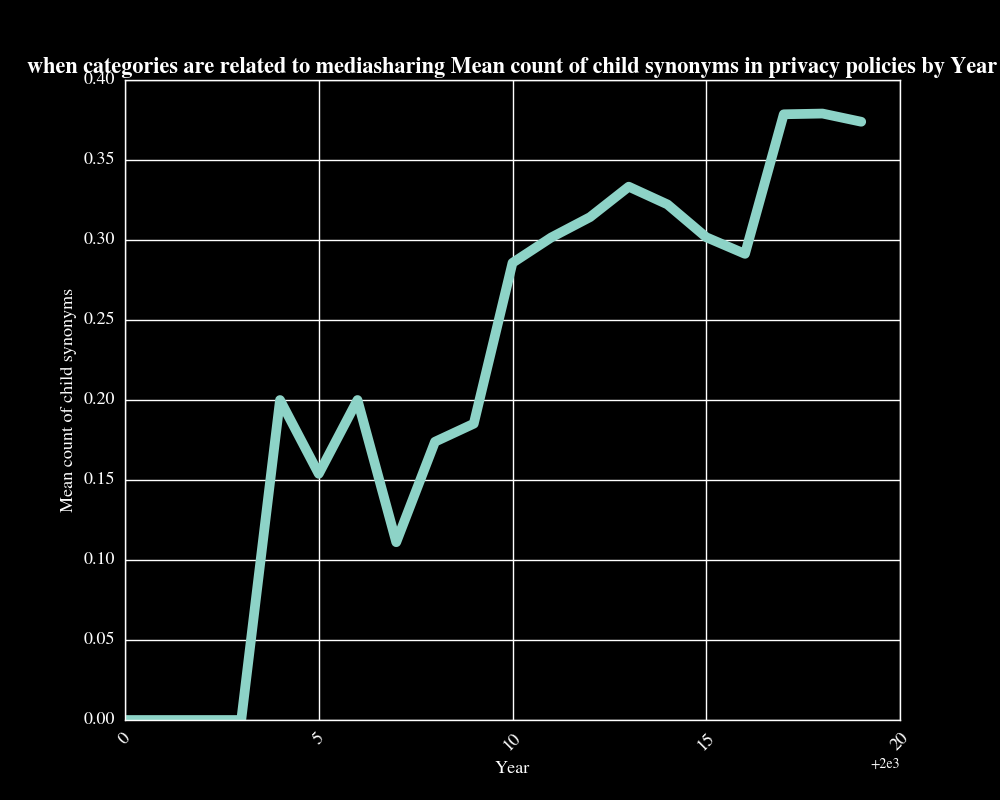 when categories are related to mediasharing Mean count of child synonyms in privacy policies by Year
0.40
0.35
0.30
0.25
0.20
0.15
0.10
0.05
0.00
Mean count of child synonyms
0 5 10 15 20
Year
+2e3